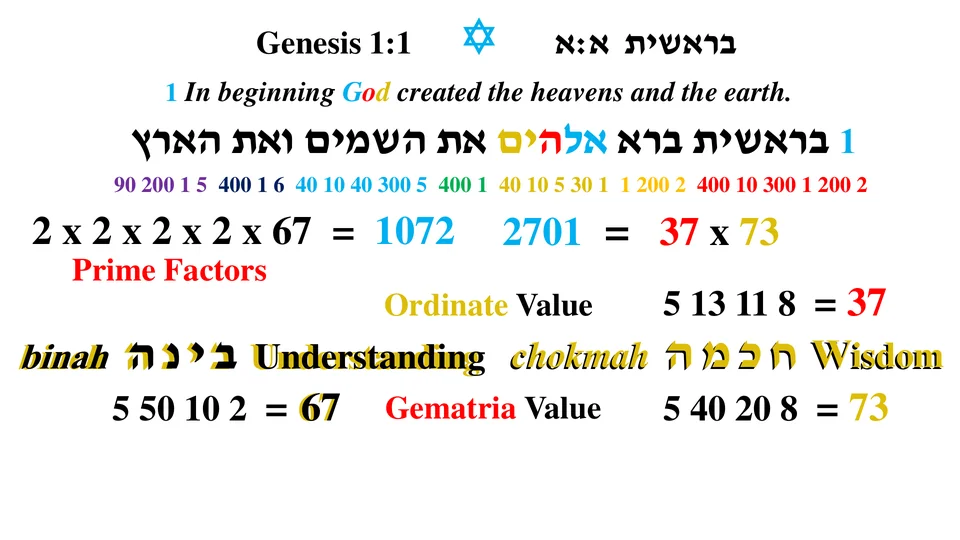 Genesis 1:1 ✡ בראשית א:א
1 In beginning God created the heavens and the earth.
1 בראשית ברא אלהים את השמים ואת הארץ
90 200 1 5 400 1 6 40 10 40 300 5 400 1 40 10 5 30 1 1 200 2 400 10 300 1 200 2
2 x 2 x 2 x 2 x 67 = 1072 2701 = 37 x 73
Prime Factors
Ordinate Value 5 13 11 8 = 37
binah בינה Understanding chokmah חכמה Wisdom
5 50 10 2 = 67 Gematria Value 5 40 20 8 = 73